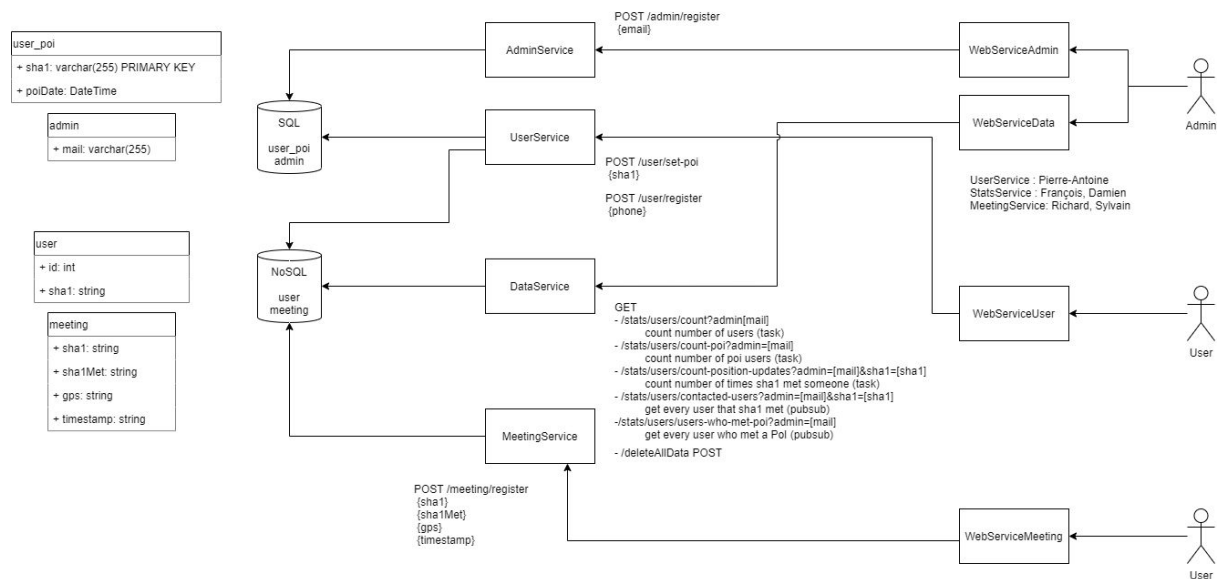 user_poi
+ sha1: varchar(255) PRIMARY KEY
+ poiDate: DateTime
admin
+ mail: varchar(255)
user
+ id: int
+ sha1: string
meeting
+ sha1: string
+ sha1Met: string
+ gps: string
+ timestamp: string
SQL
user_poi
admin
NoSQL
user
meeting
AdminService
UserService
DataService
MeetingService
POST /admin/register
{email}
POST /user/set-poi
{sha1}
POST /user/register
{phone}
GET
- /stats/users/count?admin[mail]
count number of users (task)
- /stats/users/count-poi?admin=[mail]
count number of poi users (task)
- /stats/users/count-position-updates?admin=[mail]&sha1=[sha1]
count number of times sha1 met someone (task)
- /stats/users/contacted-users?admin=[mail]&sha1=[sha1]
get every user that sha1 met (pubsub)
-/stats/users/users-who-met-poi?admin=[mail]
get every user who met a PoI (pubsub)
- /deleteAllData POST
POST /meeting/register
{sha1}
{sha1Met}
{gps}
{timestamp}
WebServiceAdmin
WebServiceData
UserService : Pierre-Antoine
StatsService : François, Damien
MeetingService: Richard, Sylvain
WebServiceUser
WebServiceMeeting
Admin
User
User